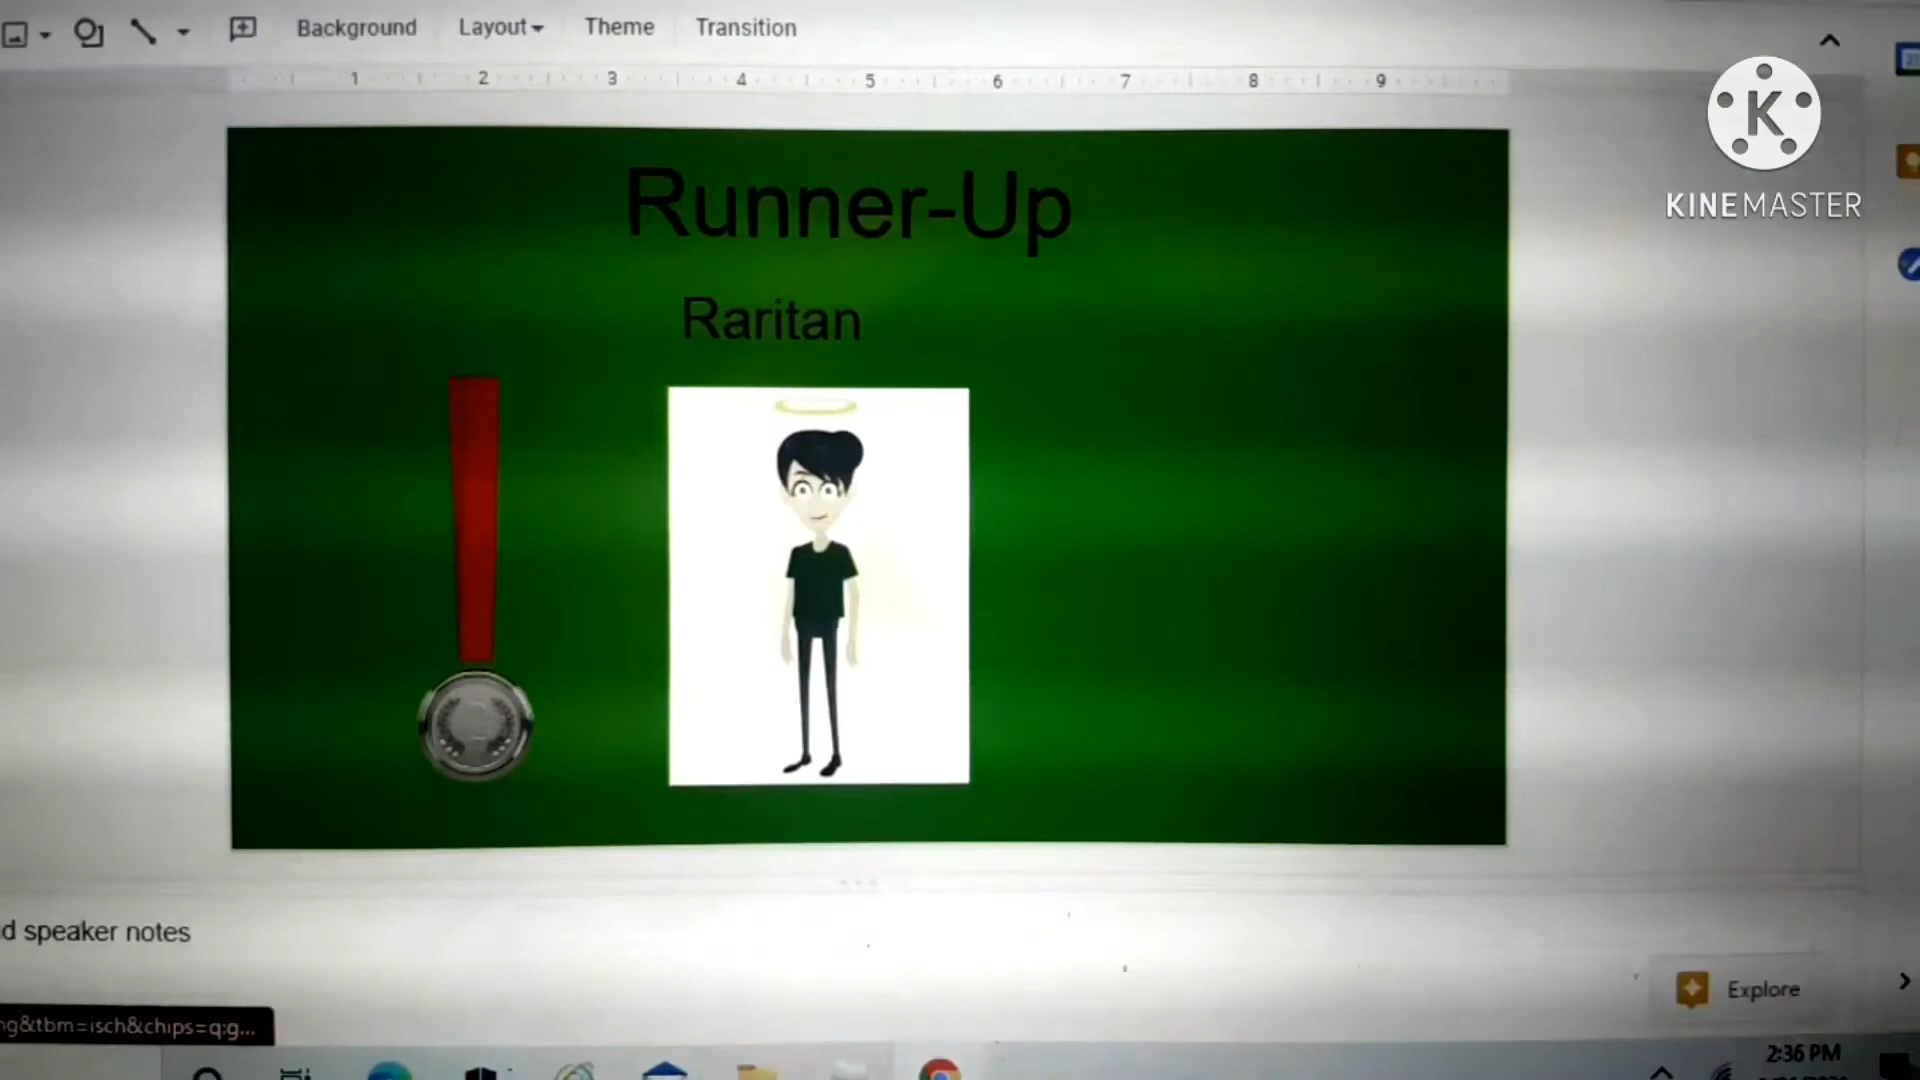 Background Layout Theme Transition
1 2 3 4 5 6 7 8 9
K
KINEMASTER
Runner-Up
Raritan
d speaker notes
Explore
ng&tbm=isch&chips=q:g...
2:36 PM